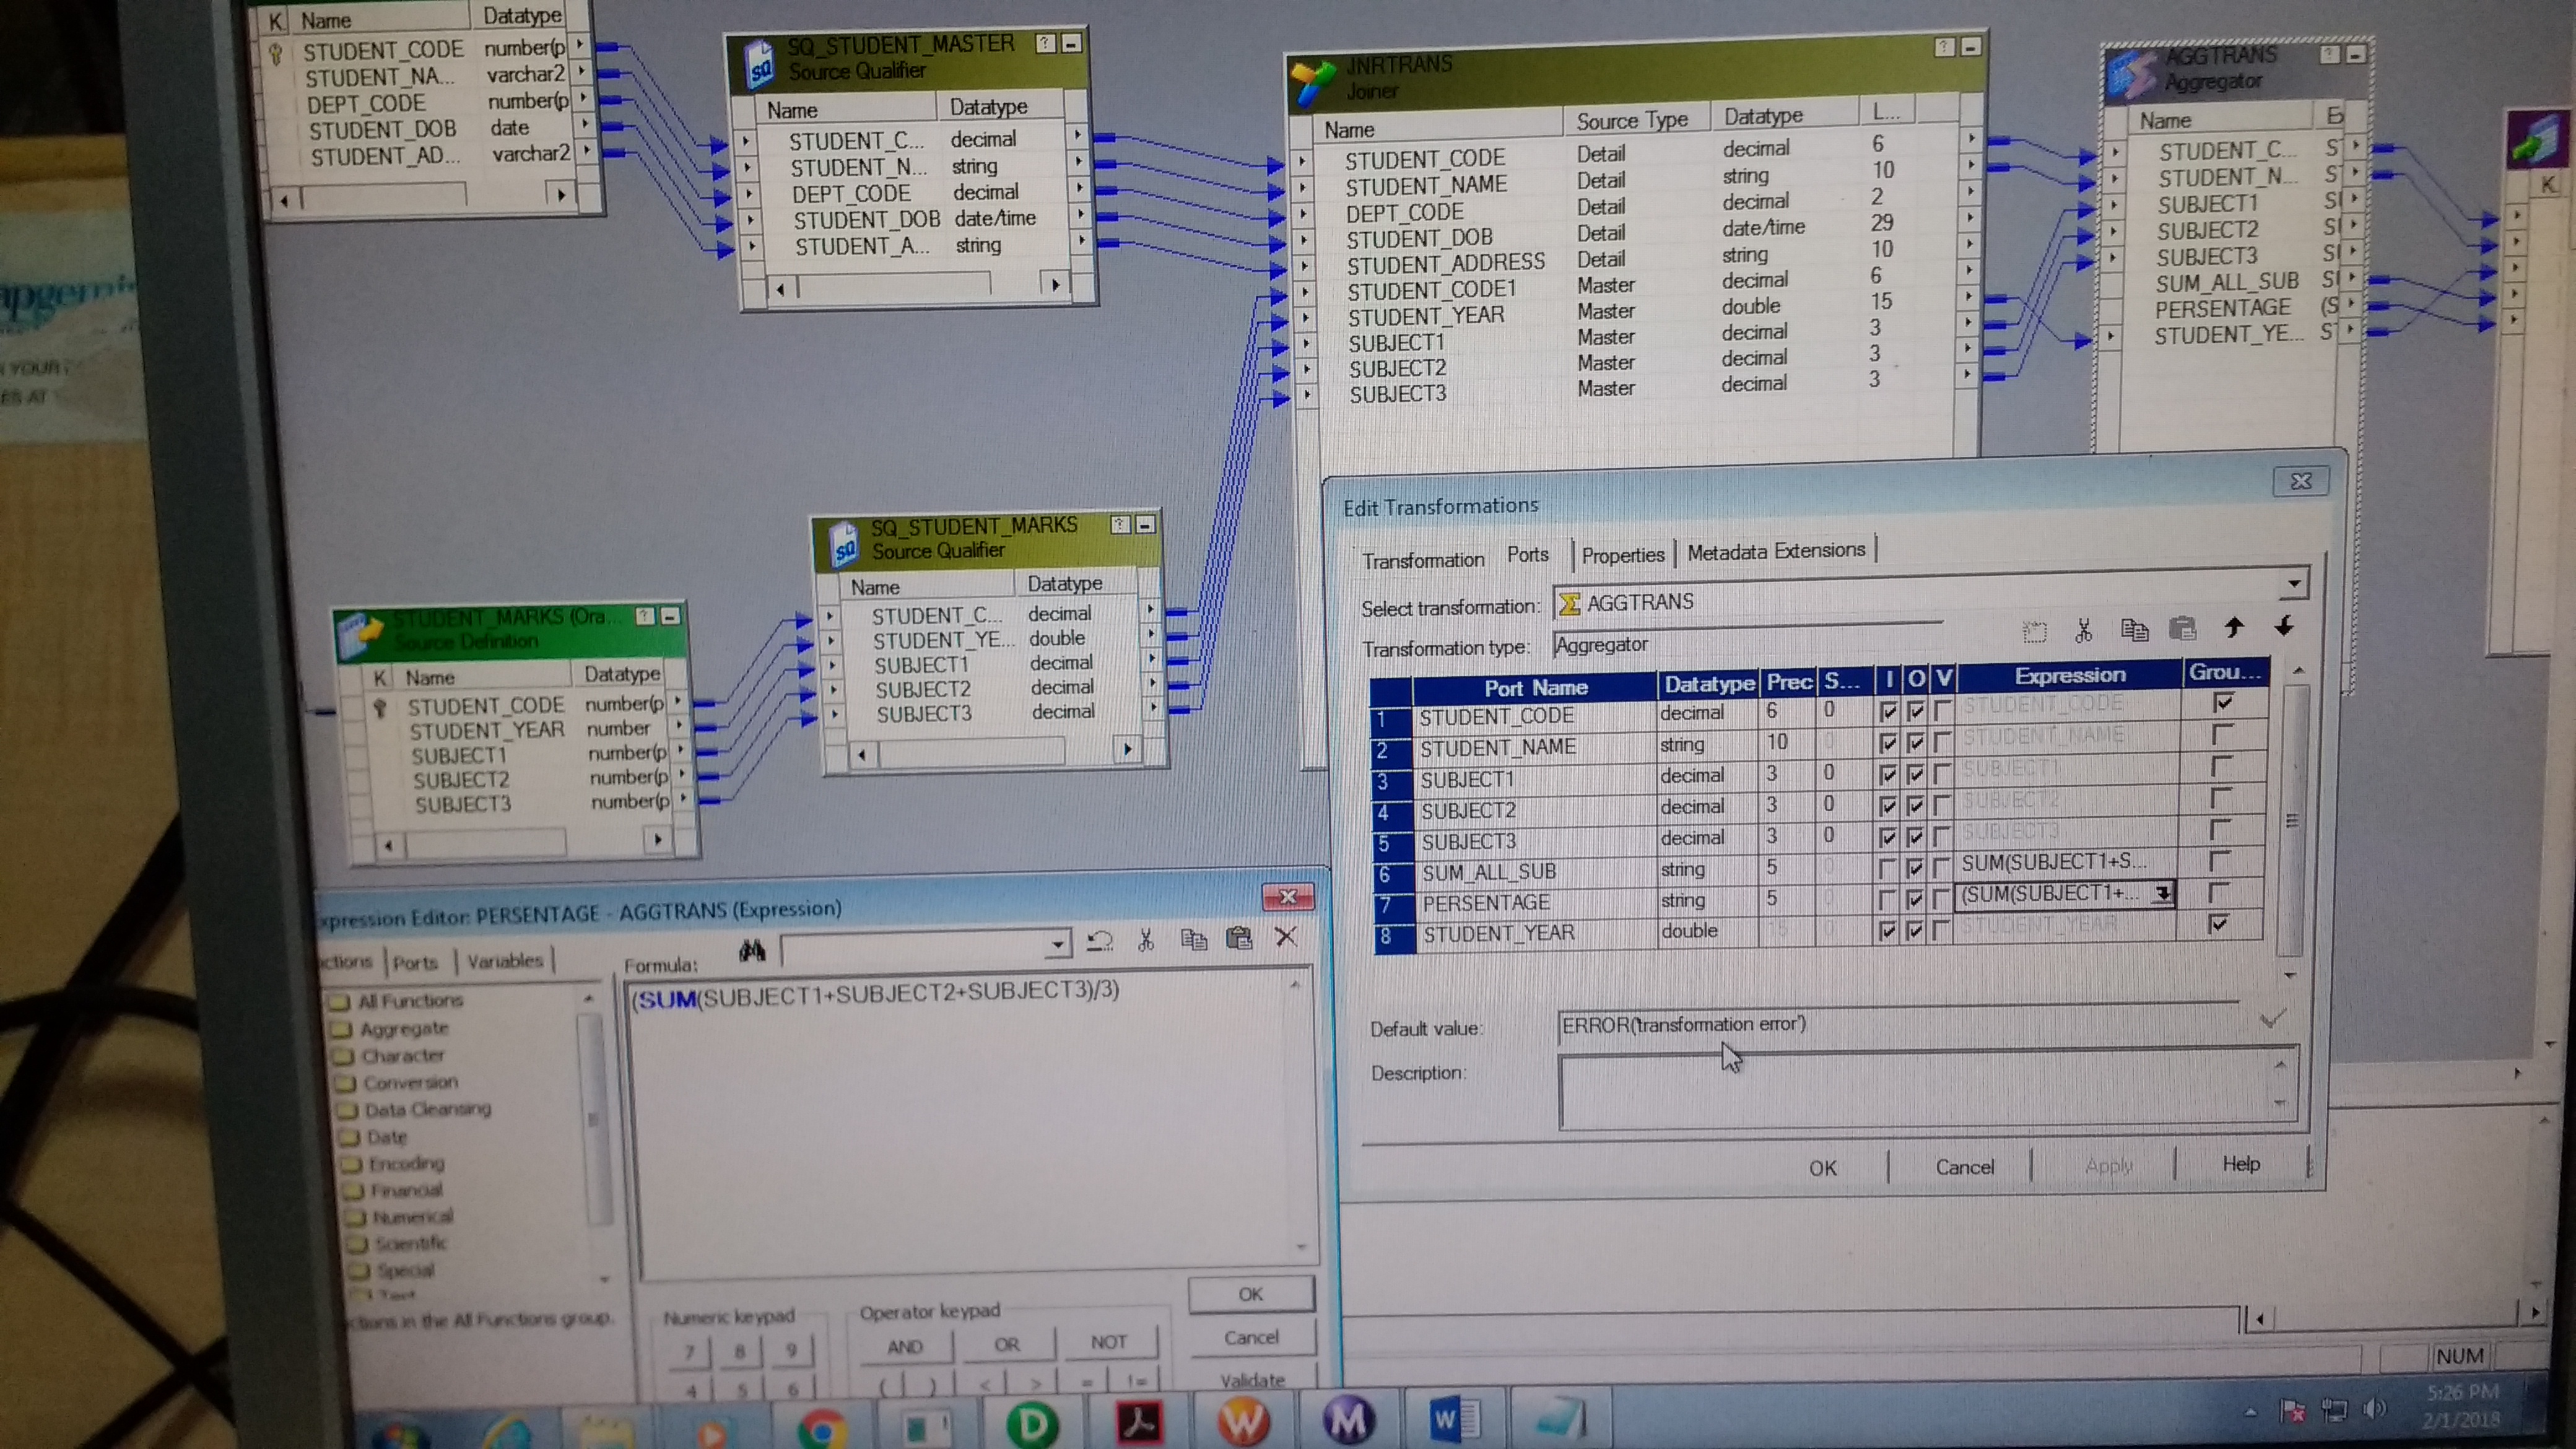 K Name Datatype
STUDENT_CODE number(p
STUDENT_NA... varchar2
DEPT_CODE number(p
STUDENT_DOB date
STUDENT_AD... varchar2
SQ_STUDENT_MASTER
Source Qualifier
Name Datatype
STUDENT_C... decimal
STUDENT_N... string
DEPT_CODE decimal
STUDENT_DOB date/time
STUDENT_A... string
JNRTRANS
Joiner
Name Source Type Datatype L...
STUDENT_CODE Detail decimal 6
STUDENT_NAME Detail string 10
DEPT_CODE Detail decimal 2
STUDENT_DOB Detail date/time 29
STUDENT_ADDRESS Detail string 10
STUDENT_CODE1 Master decimal 6
STUDENT_YEAR Master double 15
SUBJECT1 Master decimal 3
SUBJECT2 Master decimal 3
SUBJECT3 Master decimal 3
AGGTRANS
Aggregator
Name
STUDENT_C...
STUDENT_N...
SUBJECT1
SUBJECT2
SUBJECT3
SUM_ALL_SUB
PERSENTAGE (S
STUDENT_YE...
K
apgemi
YOUR
ES AT
SQ_STUDENT_MARKS
Source Qualifier
Name Datatype
STUDENT_C... decimal
STUDENT_YE... double
SUBJECT1 decimal
SUBJECT2 decimal
SUBJECT3 decimal
STUDENT_MARKS (Ora...
Source Definition
K Name Datatype
STUDENT_CODE number(p
STUDENT_YEAR number
SUBJECT1 number(p
SUBJECT2 number(p
SUBJECT3 number(p
Edit Transformations
Transformation Ports Properties Metadata Extensions
Select transformation: AGGTRANS
Transformation type: Aggregator
Port Name Datatype Prec S... I O V Expression Grou...
1 STUDENT_CODE decimal 6 0 STUDENT_CODE
2 STUDENT_NAME string 10 0 STUDENT_NAME
3 SUBJECT1 decimal 3 0 SUBJECT1
4 SUBJECT2 decimal 3 0 SUBJECT2
5 SUBJECT3 decimal 3 0 SUBJECT3
6 SUM_ALL_SUB string 5 SUM(SUBJECT1+S...
7 PERSENTAGE string 5 (SUM(SUBJECT1+...
8 STUDENT_YEAR double 15 STUDENT_YEAR
Default value: ERROR('transformation error')
Description:
OK Cancel Apply Help
xpression Editor: PERSENTAGE - AGGTRANS (Expression)
ctions Ports Variables
Formula:
(SUM(SUBJECT1+SUBJECT2+SUBJECT3)/3)
All Functions
Aggregate
Character
Conversion
Data Cleansing
Date
Encoding
Financial
Numerical
Scientific
Special
ctions in the All Functions group.
Numeric keypad
7 8 9
4 5 6
Operator keypad
AND OR NOT
( ) < > = !=
OK
Cancel
Validate
NUM
D W M W
5:26 PM
2/1/2018